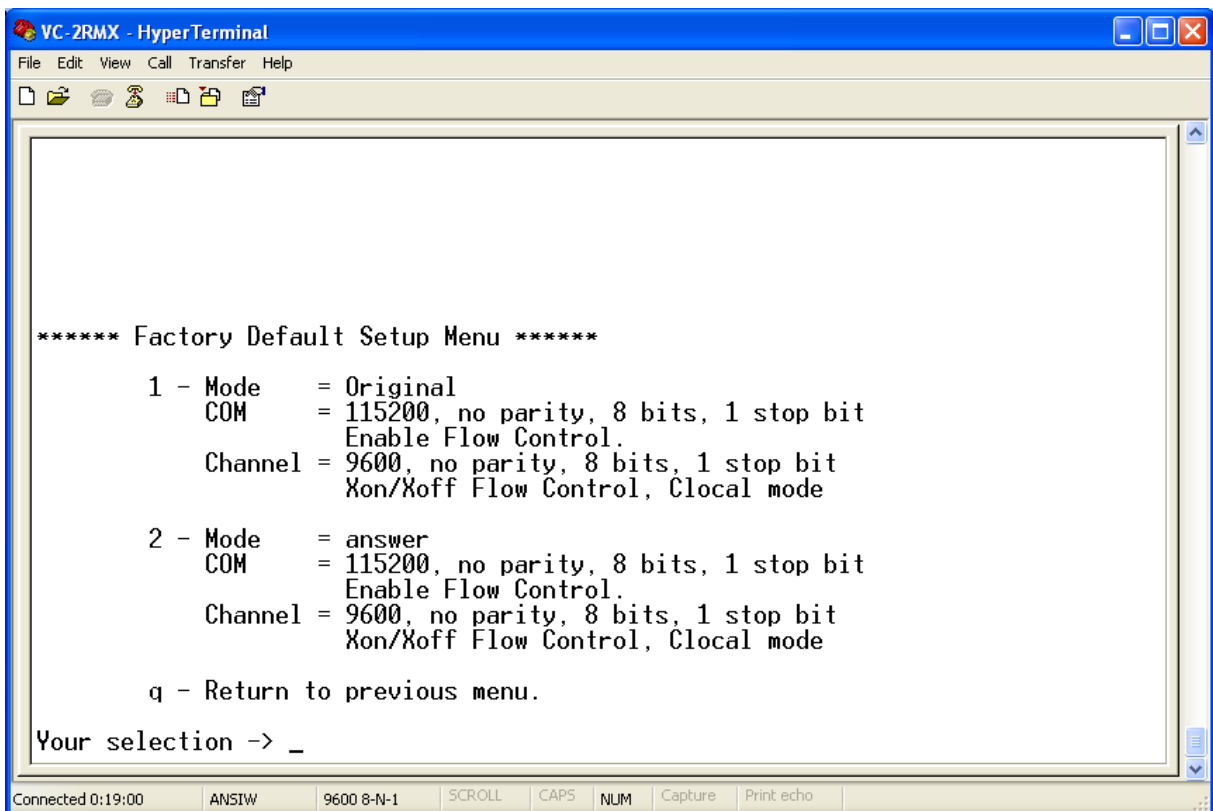 VC-2RMX - HyperTerminal
File Edit View Call Transfer Help
****** Factory Default Setup Menu ******
1 - Mode = Original
COM = 115200, no parity, 8 bits, 1 stop bit
Enable Flow Control.
Channel = 9600, no parity, 8 bits, 1 stop bit
Xon/Xoff Flow Control, Clocal mode
2 - Mode = answer
COM = 115200, no parity, 8 bits, 1 stop bit
Enable Flow Control.
Channel = 9600, no parity, 8 bits, 1 stop bit
Xon/Xoff Flow Control, Clocal mode
q - Return to previous menu.
Your selection -> _
Connected 0:19:00 ANSIW 9600 8-N-1 SCROLL CAPS NUM Capture Print echo